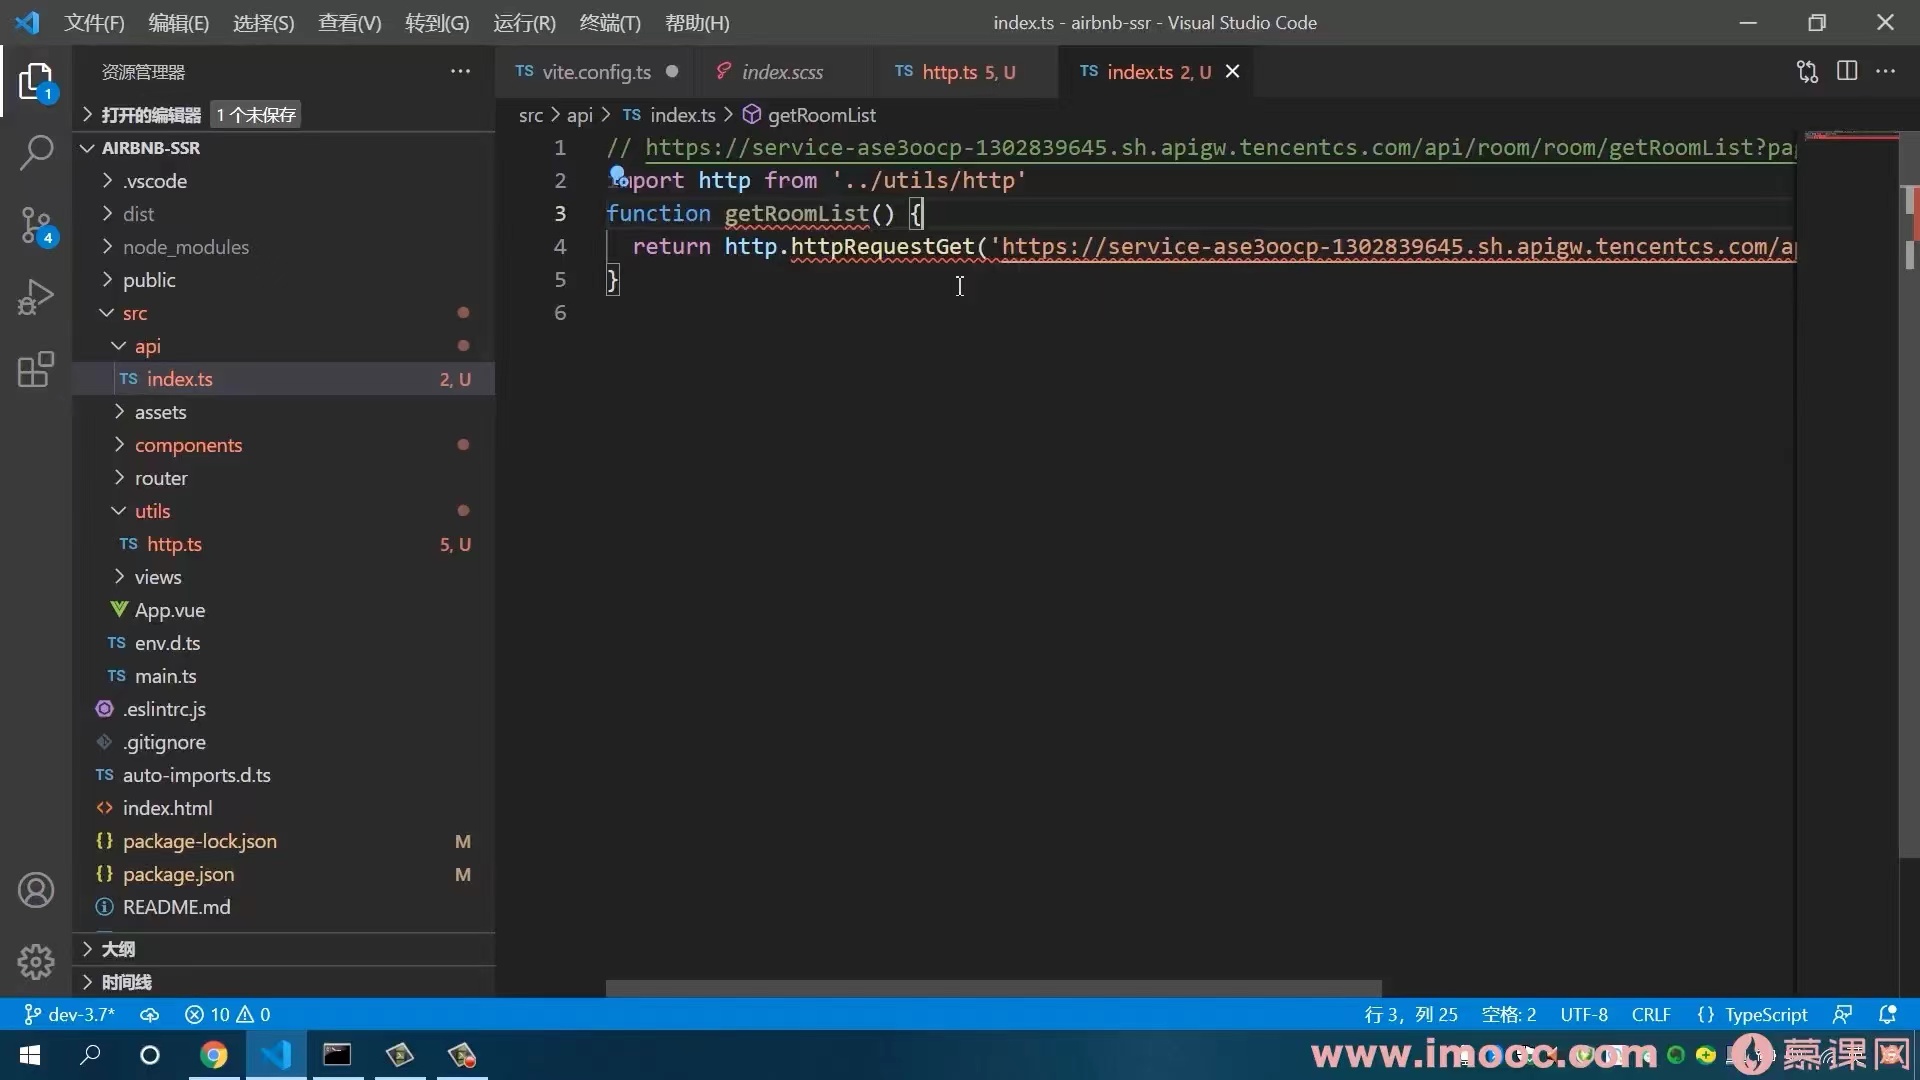 文件(F) 编辑(E) 选择(S) 查看(V) 转到(G) 运行(R) 终端(T) 帮助(H) index.ts - airbnb-ssr - Visual Studio Code
资源管理器
打开的编辑器 1 个未保存
AIRBNB-SSR
.vscode
dist
node_modules
public
src
api
TS index.ts 2, U
assets
components
router
utils
TS http.ts 5, U
views
App.vue
TS env.d.ts
TS main.ts
.eslintrc.js
.gitignore
TS auto-imports.d.ts
<> index.html
{} package-lock.json M
{} package.json M
README.md
大纲
时间线
1
4
TS vite.config.ts index.scss TS http.ts 5, U TS index.ts 2, U
src > api > TS index.ts > getRoomList
1 // https://service-ase3oocp-1302839645.sh.apigw.tencentcs.com/api/room/room/getRoomList?pa
2 import http from '../utils/http'
3 function getRoomList() {
4 return http.httpRequestGet('https://service-ase3oocp-1302839645.sh.apigw.tencentcs.com/a
5 }
6
dev-3.7* 10 0 行 3，列 25 空格: 2 UTF-8 CRLF {} TypeScript
www.imooc.com 慕课网